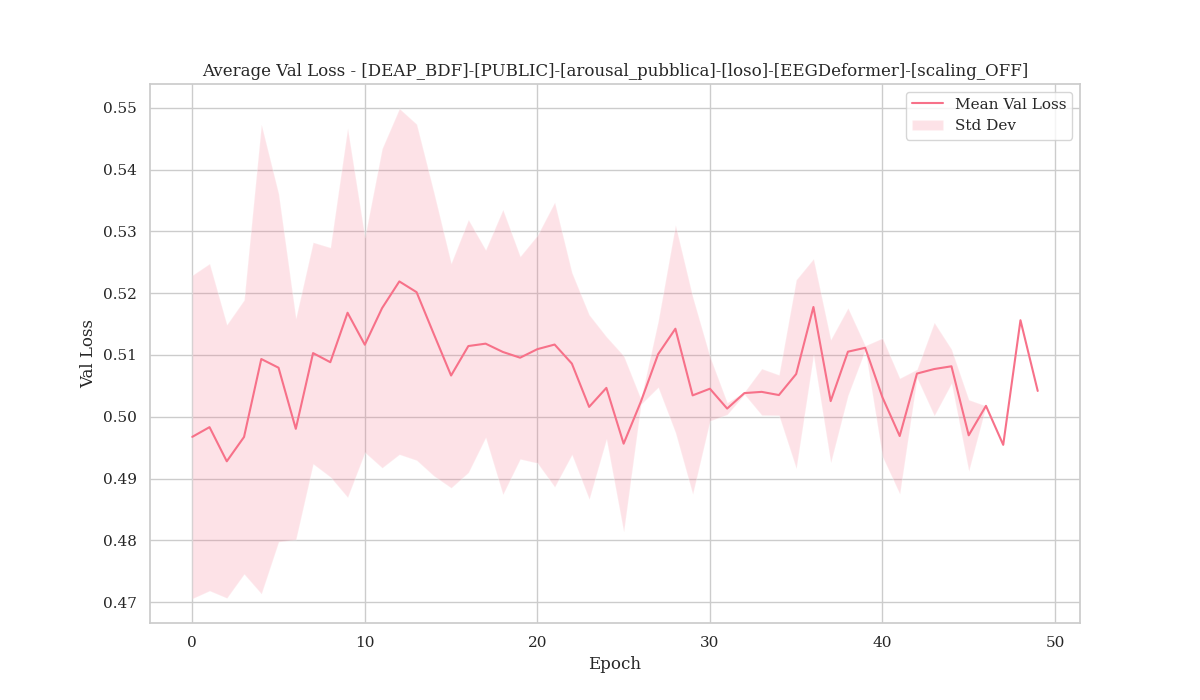 Average Val Loss - [DEAP_BDF]-[PUBLIC]-[arousal_pubblica]-[loso]-[EEGDeformer]-[scaling_OFF]
Mean Val Loss
Std Dev
0.55
0.54
0.53
0.52
0.51
0.50
0.49
0.48
0.47
Val Loss
0 10 20 30 40 50
Epoch